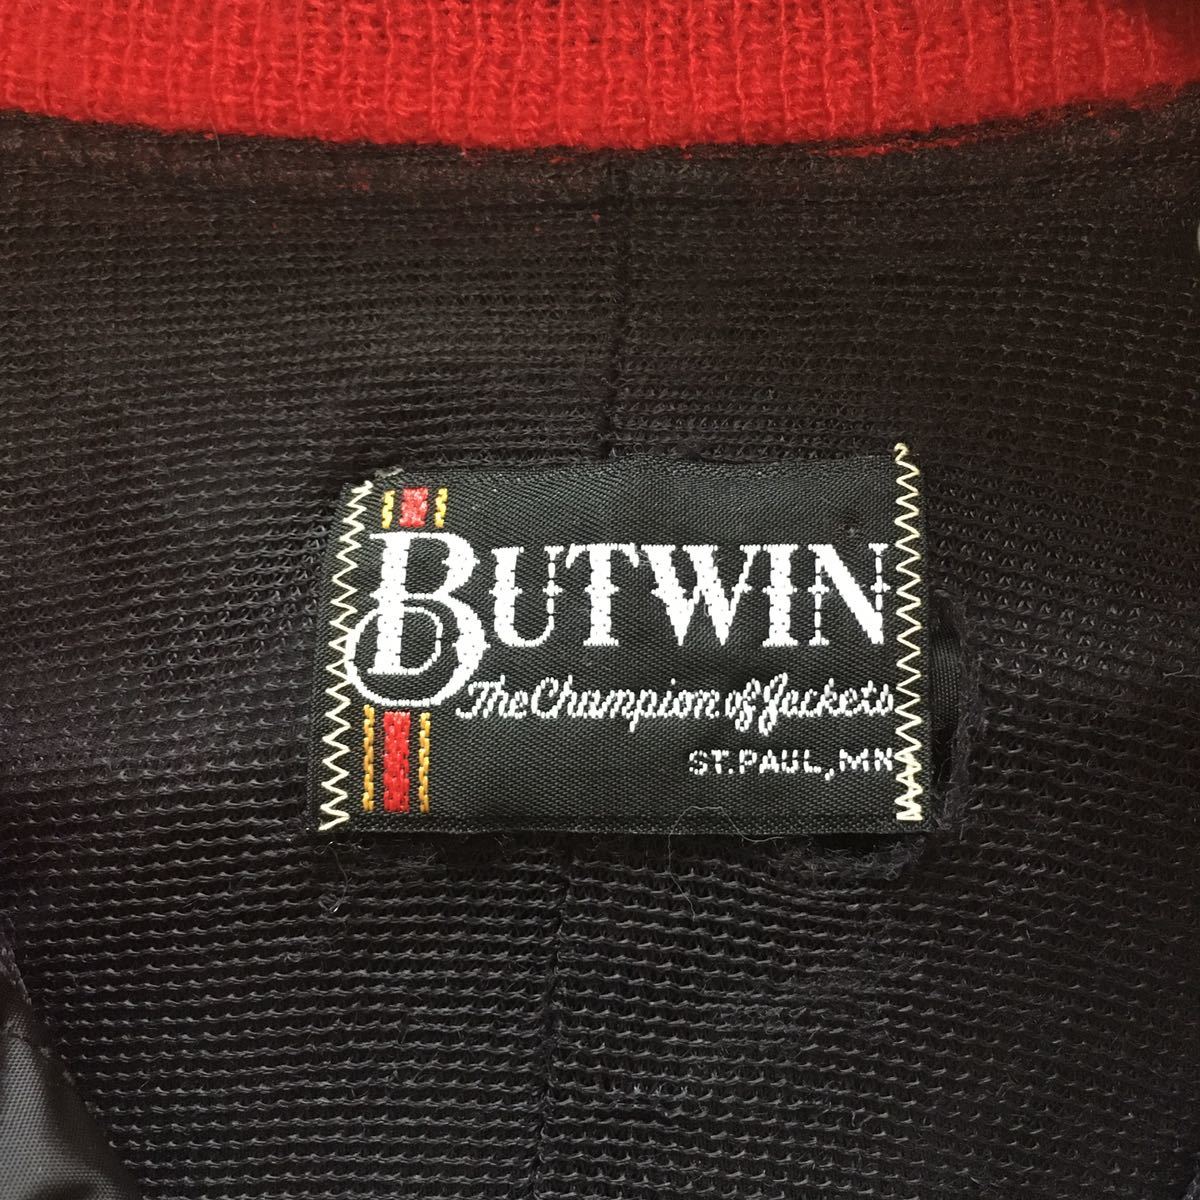 BUTWIN
The Champion of Jackets
ST. PAUL, MN